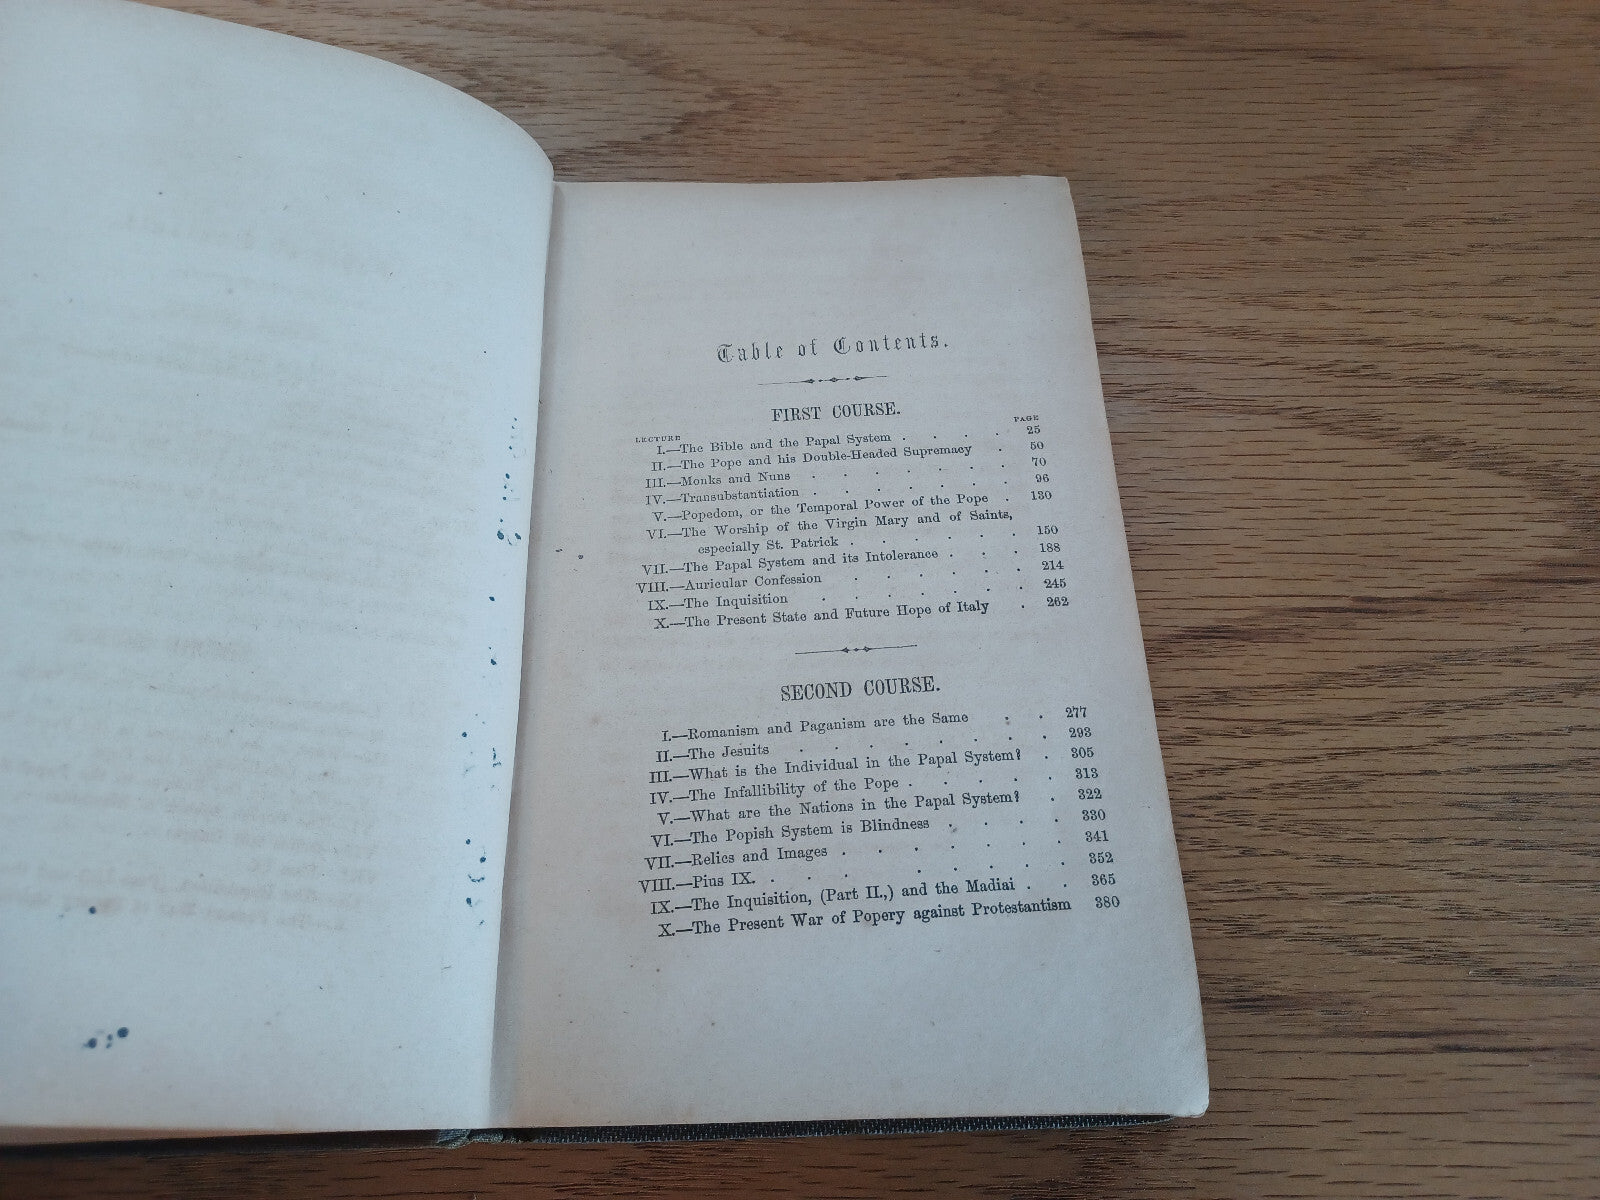 Table of Contents.
FIRST COURSE.
LECTURE PAGE
I.—The Bible and the Papal System . . . . 25
II.—The Pope and his Double-Headed Supremacy . 50
III.—Monks and Nuns . . . . . . . 70
IV.—Transubstantiation . . . . . . . 96
V.—Popedom, or the Temporal Power of the Pope . 130
VI.—The Worship of the Virgin Mary and of Saints,
especially St. Patrick . . . . . . 150
VII.—The Papal System and its Intolerance . . . 188
VIII.—Auricular Confession . . . . . . 214
IX.—The Inquisition . . . . . . . 245
X.—The Present State and Future Hope of Italy . 262
SECOND COURSE.
I.—Romanism and Paganism are the Same . . 277
II.—The Jesuits . . . . . . . . 293
III.—What is the Individual in the Papal System? . 305
IV.—The Infallibility of the Pope . . . . . 313
V.—What are the Nations in the Papal System? . 322
VI.—The Popish System is Blindness . . . . 330
VII.—Relics and Images . . . . . . . 341
VIII.—Pius IX. . . . . . . . 352
IX.—The Inquisition, (Part II.,) and the Madiai . . 365
X.—The Present War of Popery against Protestantism 380